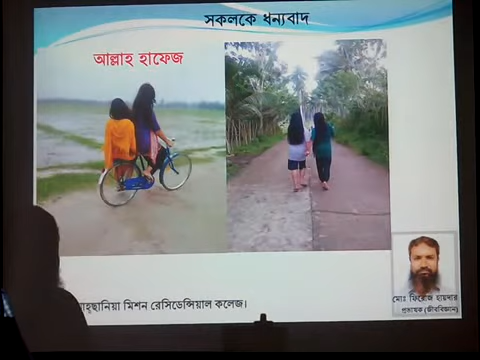 সকলকে ধন্যবাদ
আল্লাহ হাফেজ
মিশন রেসিডেন্সিয়াল কলেজ।
মোঃ ফিরোজ হায়দার
প্রভাষক (জীববিজ্ঞান)